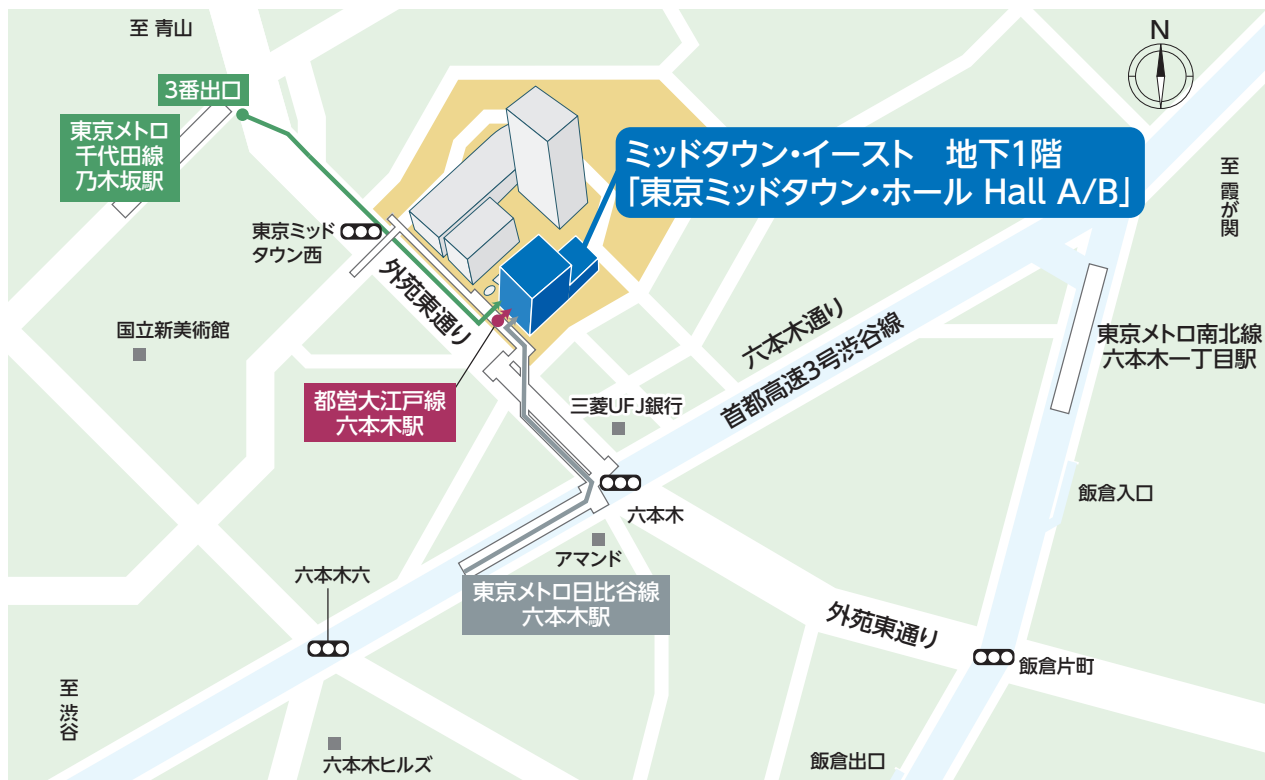 至 青山
N
3番出口
東京メトロ
千代田線
乃木坂駅
ミッドタウン・イースト　地下1階
「東京ミッドタウン・ホール Hall A/B」
至 霞が関
東京ミッド
タウン西
外苑東通り
国立新美術館
六本木通り
首都高速3号渋谷線
東京メトロ南北線
六本木一丁目駅
都営大江戸線
六本木駅
三菱UFJ銀行
飯倉入口
六本木
アマンド
六本木六
東京メトロ日比谷線
六本木駅
外苑東通り
飯倉片町
至 渋谷
六本木ヒルズ
飯倉出口